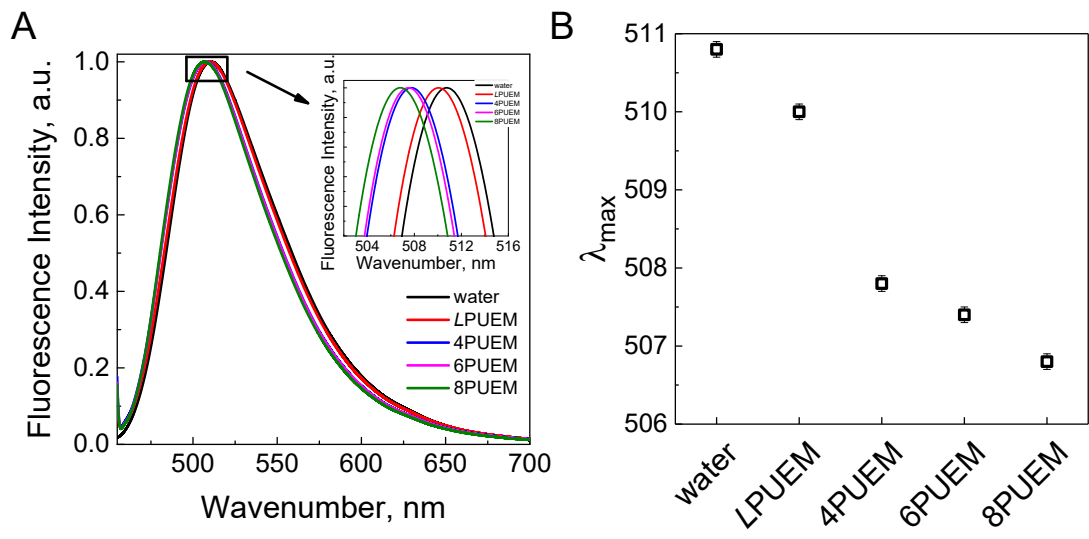 A
Fluorescence Intensity, a.u.
1.0
0.8
0.6
0.4
0.2
0.0
500
550
600
650
700
Wavenumber, nm
Fluorescence Intensity, a.u.
water
LPUEM
4PUEM
6PUEM
8PUEM
504
508
512
516
Wavenumber, nm
water
LPUEM
4PUEM
6PUEM
8PUEM
B
λmax
511
510
509
508
507
506
water
LPUEM
4PUEM
6PUEM
8PUEM